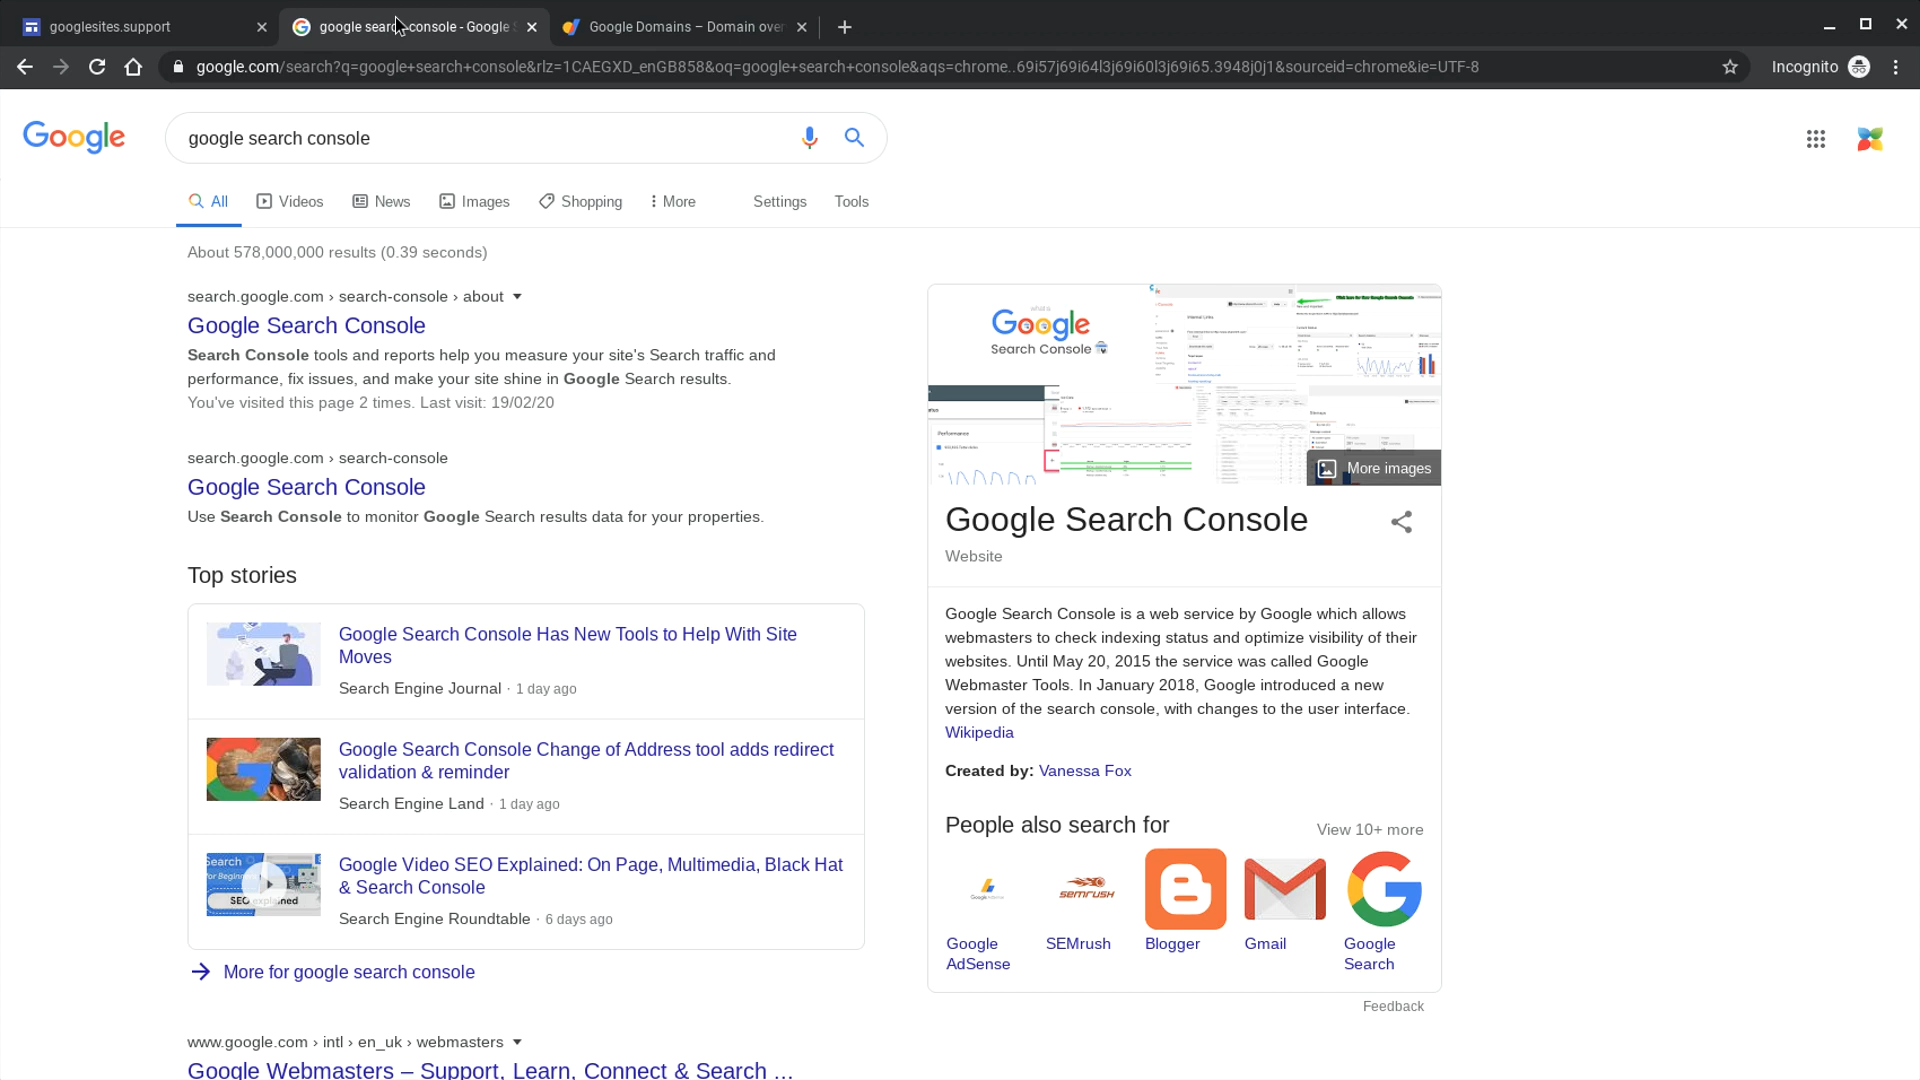 googlesites.support
google search console - Google S
Google Domains – Domain over
google.com/search?q=google+search+console&rlz=1CAEGXD_enGB858&oq=google+search+console&aqs=chrome..69i57j69i64l3j69i60l3j69i65.3948j0j1&sourceid=chrome&ie=UTF-8
Incognito
Google
google search console
All
Videos
News
Images
Shopping
More
Settings
Tools
About 578,000,000 results (0.39 seconds)
search.google.com › search-console › about
Google Search Console
Search Console tools and reports help you measure your site's Search traffic and
performance, fix issues, and make your site shine in Google Search results.
You've visited this page 2 times. Last visit: 19/02/20
search.google.com › search-console
Google Search Console
Use Search Console to monitor Google Search results data for your properties.
Top stories
Google Search Console Has New Tools to Help With Site
Moves
Search Engine Journal · 1 day ago
Google Search Console Change of Address tool adds redirect
validation & reminder
Search Engine Land · 1 day ago
Search
for Beginners
SEO explained
Google Video SEO Explained: On Page, Multimedia, Black Hat
& Search Console
Search Engine Roundtable · 6 days ago
More for google search console
www.google.com › intl › en_uk › webmasters
Google Webmasters – Support, Learn, Connect & Search ...
what is
Google
Search Console
Internal Links
Performance
More images
Google Search Console
Website
Google Search Console is a web service by Google which allows
webmasters to check indexing status and optimize visibility of their
websites. Until May 20, 2015 the service was called Google
Webmaster Tools. In January 2018, Google introduced a new
version of the search console, with changes to the user interface.
Wikipedia
Created by: Vanessa Fox
People also search for
View 10+ more
Google AdSense
SEMRUSH
Google
AdSense
SEMrush
Blogger
Gmail
Google
Search
Feedback